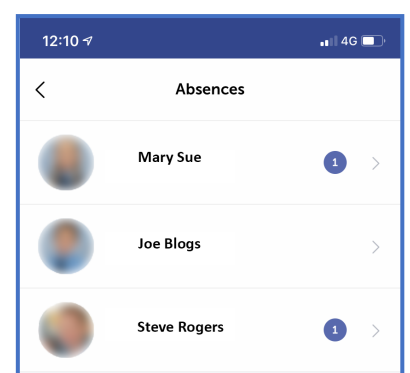 12:10 4G
Absences
Mary Sue 1
Joe Blogs
Steve Rogers 1